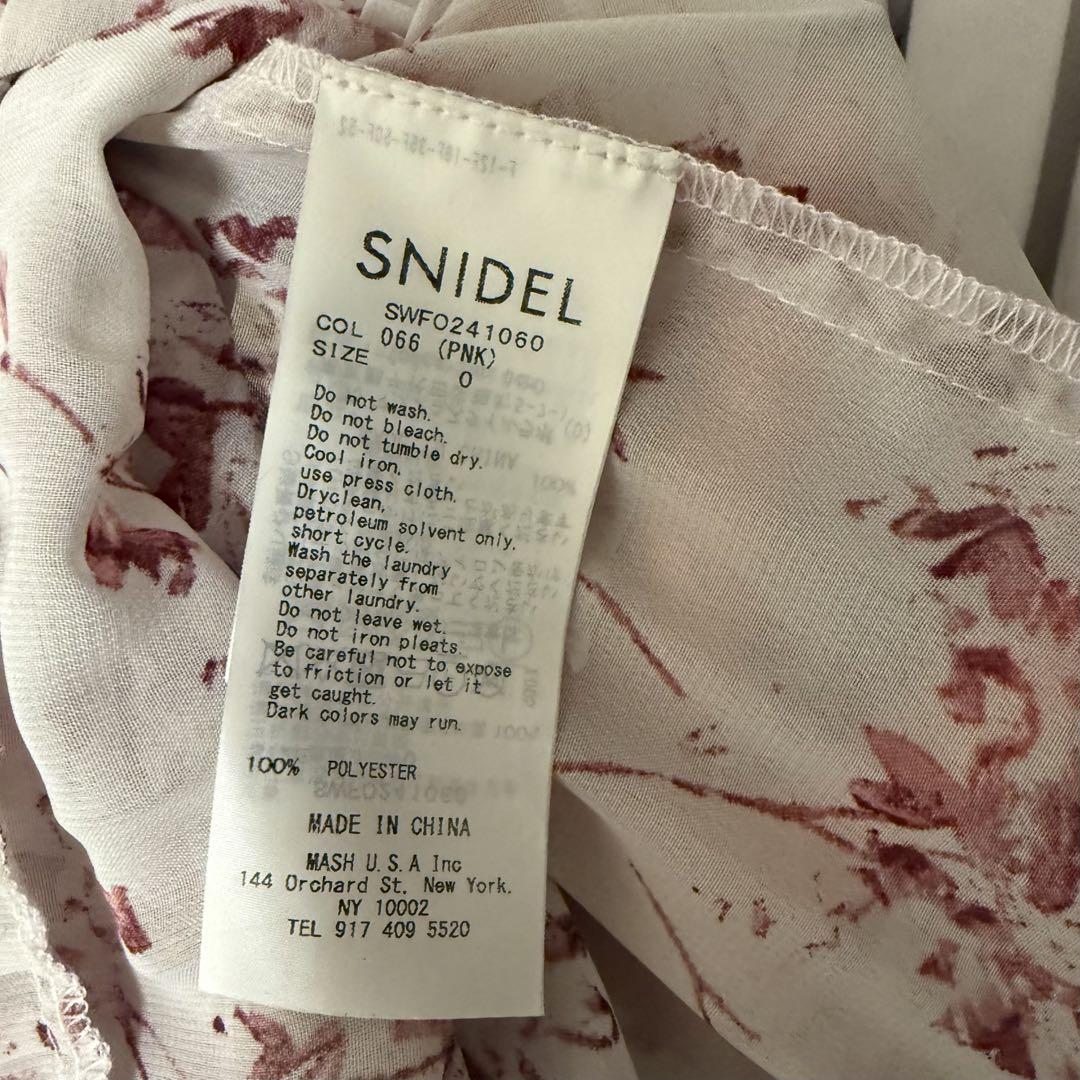 SNIDEL
SWFO241060
COL 066 (PNK)
SIZE 0
Do not wash.
Do not bleach.
Do not tumble dry.
Cool iron,
use press cloth.
Dryclean,
petroleum solvent only.
short cycle.
Wash the laundry
separately from
other laundry.
Do not leave wet.
Do not iron pleats.
Be careful not to expose
to friction or let it
get caught.
Dark colors may run.
100% POLYESTER
MADE IN CHINA
MASH U.S.A Inc
144 Orchard St. New York.
NY 10002
TEL 917 409 5520